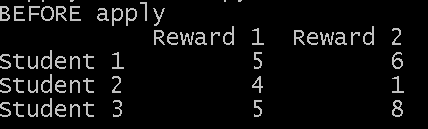 BEFORE apply
Reward 1 Reward 2
Student 1 5 6
Student 2 4 1
Student 3 5 8